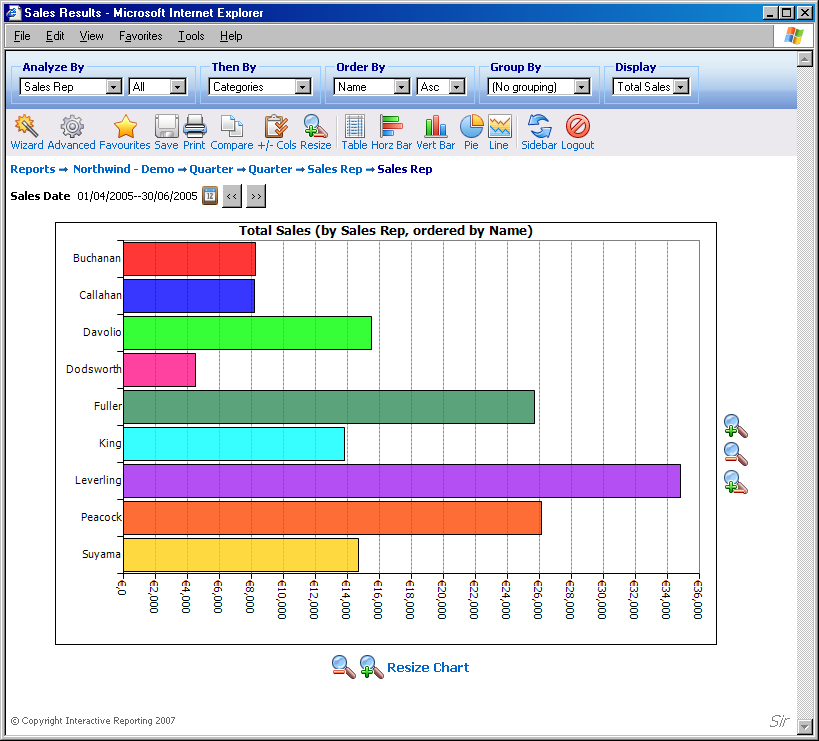 Sales Results - Microsoft Internet Explorer
File Edit View Favorites Tools Help
Analyze By Then By Order By Group By Display
Sales Rep All Categories Name Asc (No grouping) Total Sales
Wizard Advanced Favourites Save Print Compare +/- Cols Resize Table Horz Bar Vert Bar Pie Line Sidebar Logout
Reports → Northwind - Demo → Quarter → Quarter → Sales Rep → Sales Rep
Sales Date 01/04/2005--30/06/2005 12 << >>
Total Sales (by Sales Rep, ordered by Name)
Buchanan
Callahan
Davolio
Dodsworth
Fuller
King
Leverling
Peacock
Suyama
€,0 €2,000 €4,000 €6,000 €8,000 €10,000 €12,000 €14,000 €16,000 €18,000 €20,000 €22,000 €24,000 €26,000 €28,000 €30,000 €32,000 €34,000 €36,000
Resize Chart
© Copyright Interactive Reporting 2007
Sir